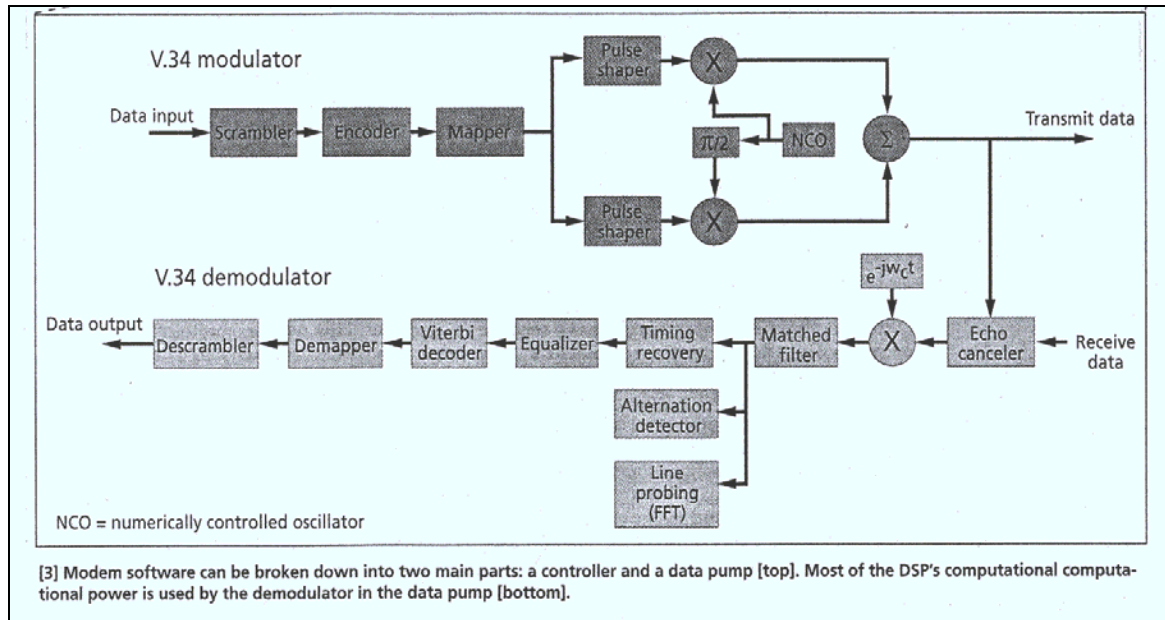 V.34 modulator
Data input
Scrambler
Encoder
Mapper
Pulse
shaper
X
π/2
NCO
Σ
Transmit data
Pulse
shaper
X
V.34 demodulator
e-jwct
Data output
Descrambler
Demapper
Viterbi
decoder
Equalizer
Timing
recovery
Matched
filter
X
Echo
canceler
Receive
data
Alternation
detector
Line
probing
(FFT)
NCO = numerically controlled oscillator
[3] Modem software can be broken down into two main parts: a controller and a data pump [top]. Most of the DSP's computational computa-
tional power is used by the demodulator in the data pump [bottom].